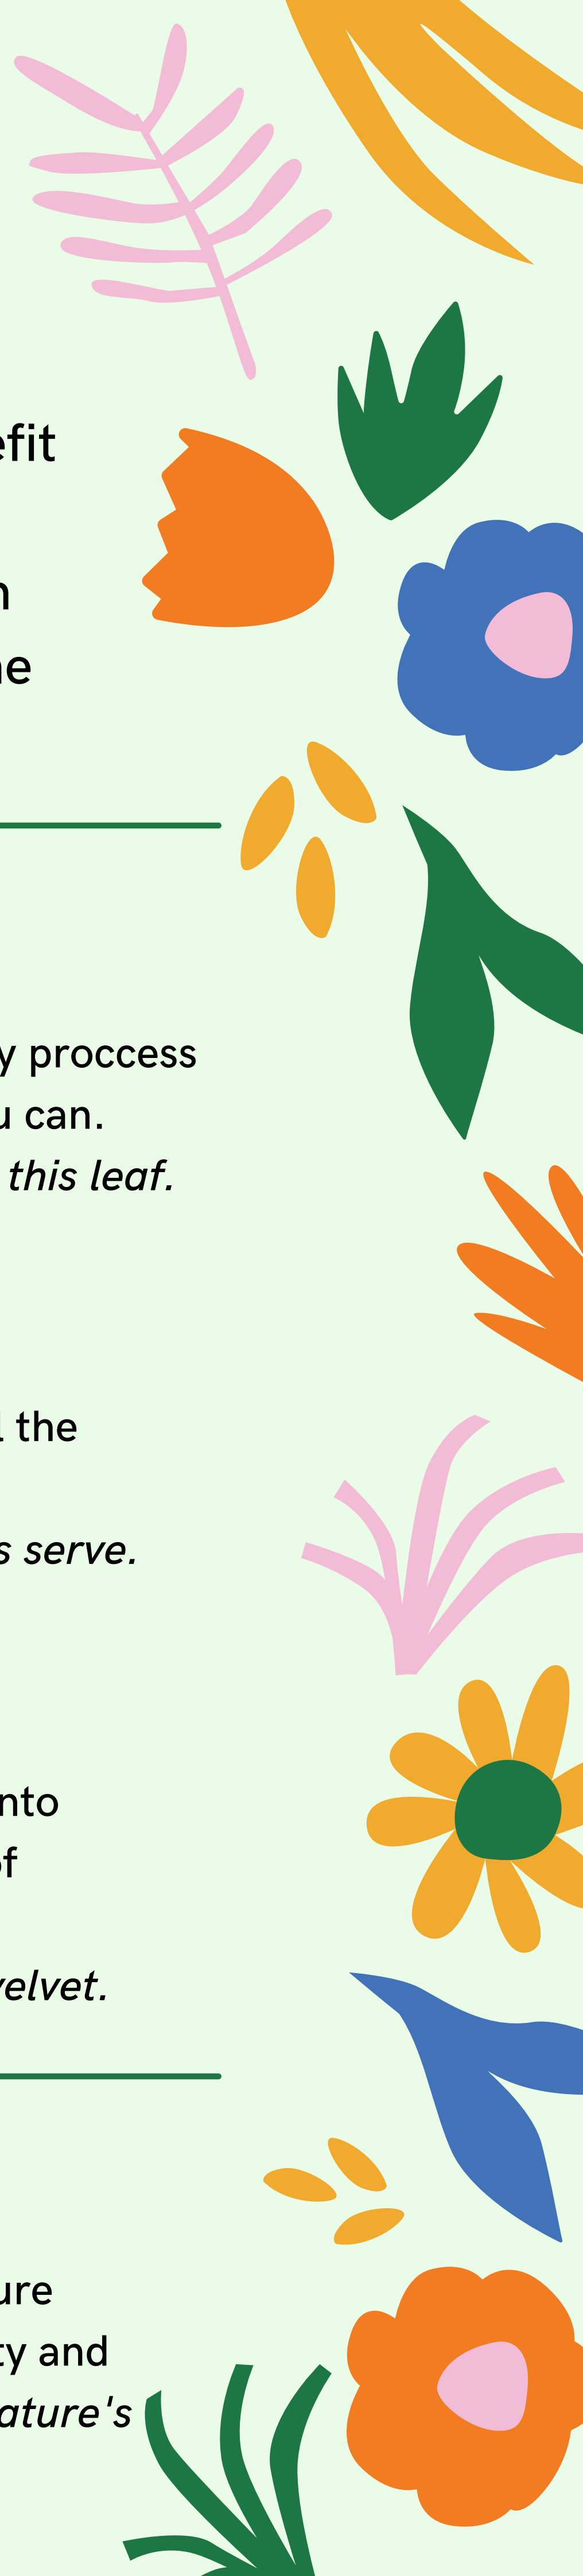 efit
n
ne
y proccess
u can.
this leaf.
l the
s serve.
nto
of
velvet.
ure
ty and
ature's